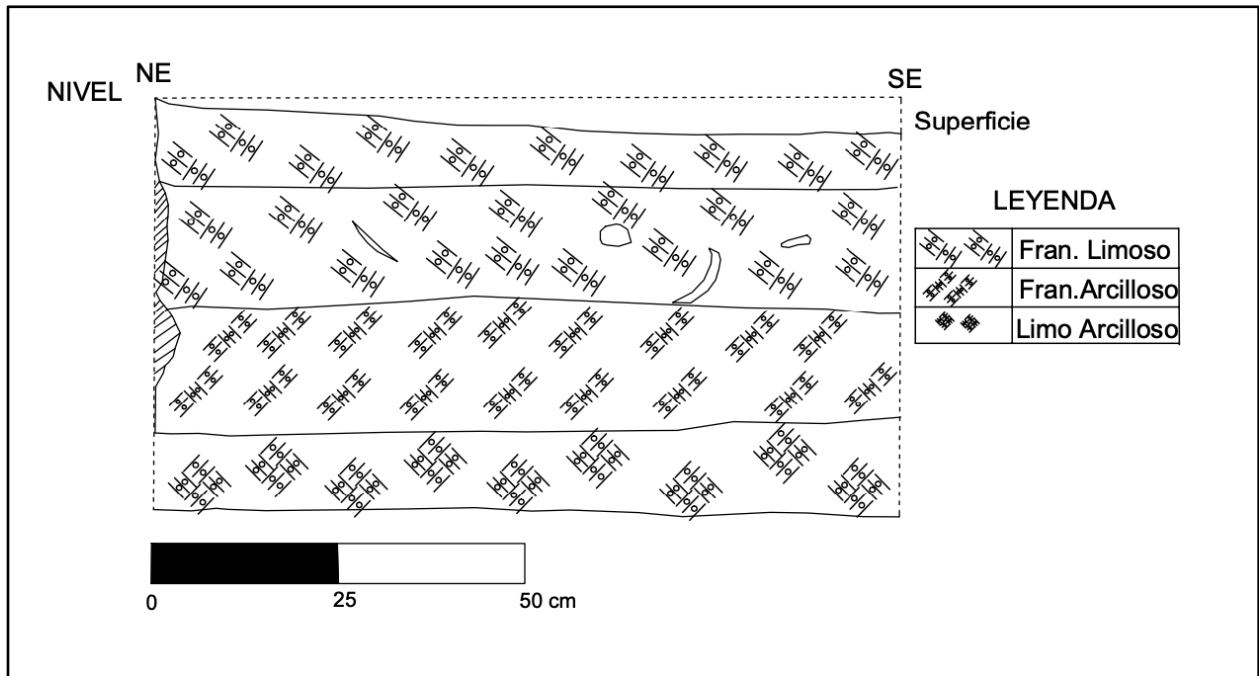 NE
SE
NIVEL
Superficie
LEYENDA
Fran. Limoso
Fran.Arcilloso
Limo Arcilloso
0
25
50 cm